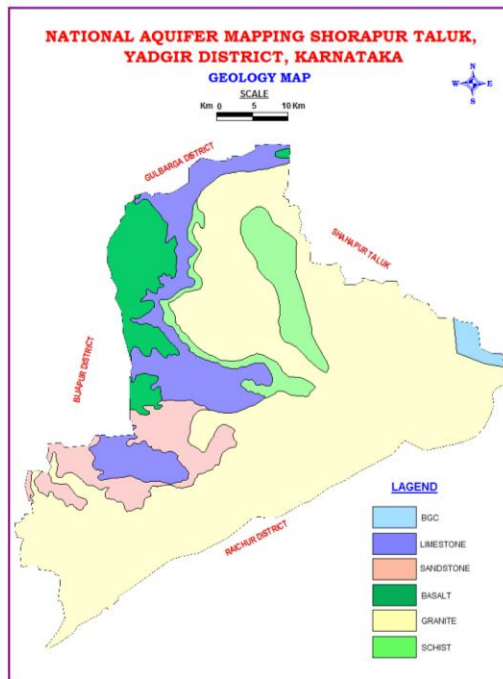 NATIONAL AQUIFER MAPPING SHORAPUR TALUK,
YADGIR DISTRICT, KARNATAKA
GEOLOGY MAP
SCALE
Km 0 5 10 Km
N
W E
S
GULBARGA DISTRICT
SHAHAPUR TALUK
BIJAPUR DISTRICT
RAICHUR DISTRICT
LAGEND
BGC
LIMESTONE
SANDSTONE
BASALT
GRANITE
SCHIST